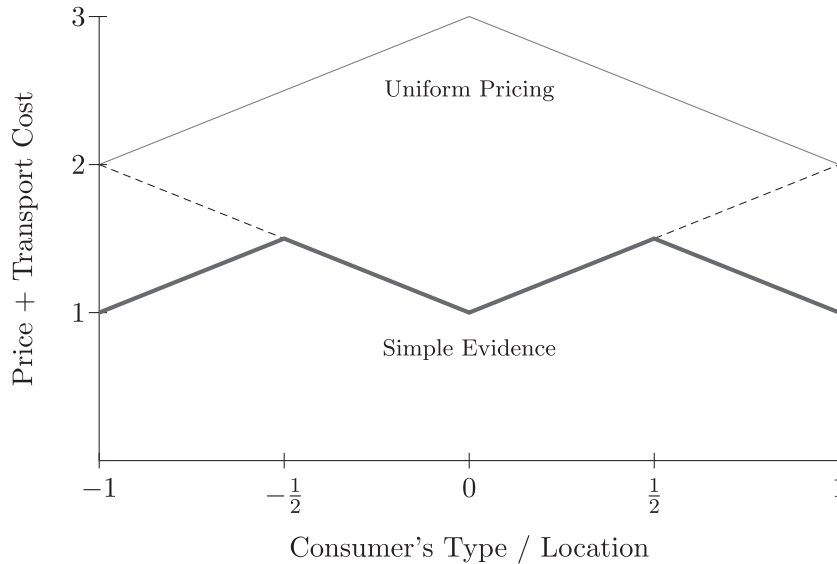 3
Uniform Pricing
2
Price + Transport Cost
1
Simple Evidence
−1
−1/2
0
1/2
1
Consumer's Type / Location